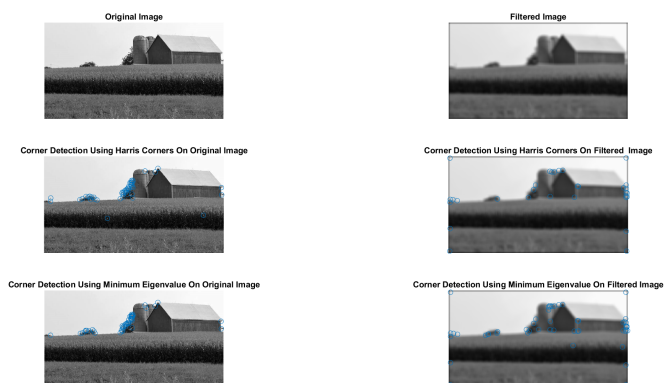 Original Image
Filtered Image
Corner Detection Using Harris Corners On Original Image
Corner Detection Using Harris Corners On Filtered  Image
Corner Detection Using Minimum Eigenvalue On Original Image
Corner Detection Using Minimum Eigenvalue On Filtered Image